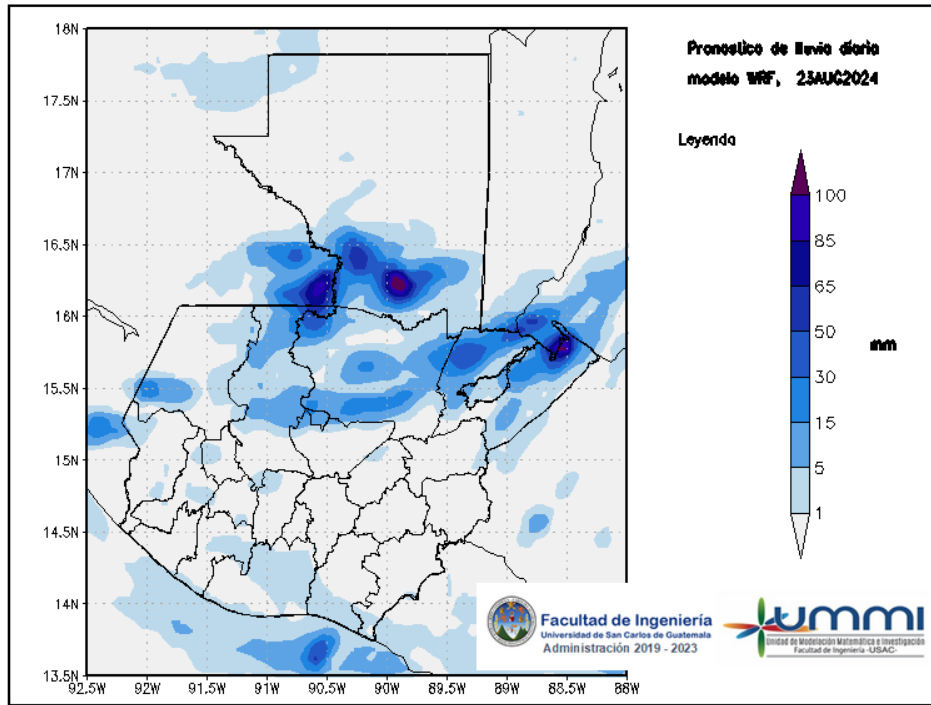 Pronostico de lluvia diaria
modelo WRF, 23AUG2024
Leyenda
100
85
65
50
30
15
5
1
mm
18N
17.5N
17N
16.5N
16N
15.5N
15N
14.5N
14N
13.5N
92.5W
92W
91.5W
91W
90.5W
90W
89.5W
89W
88.5W
88W
Facultad de Ingeniería
Universidad de San Carlos de Guatemala
Administración 2019 - 2023
ummi
Unidad de Modelación Matemática e Investigación
Facultad de Ingeniería -USAC-